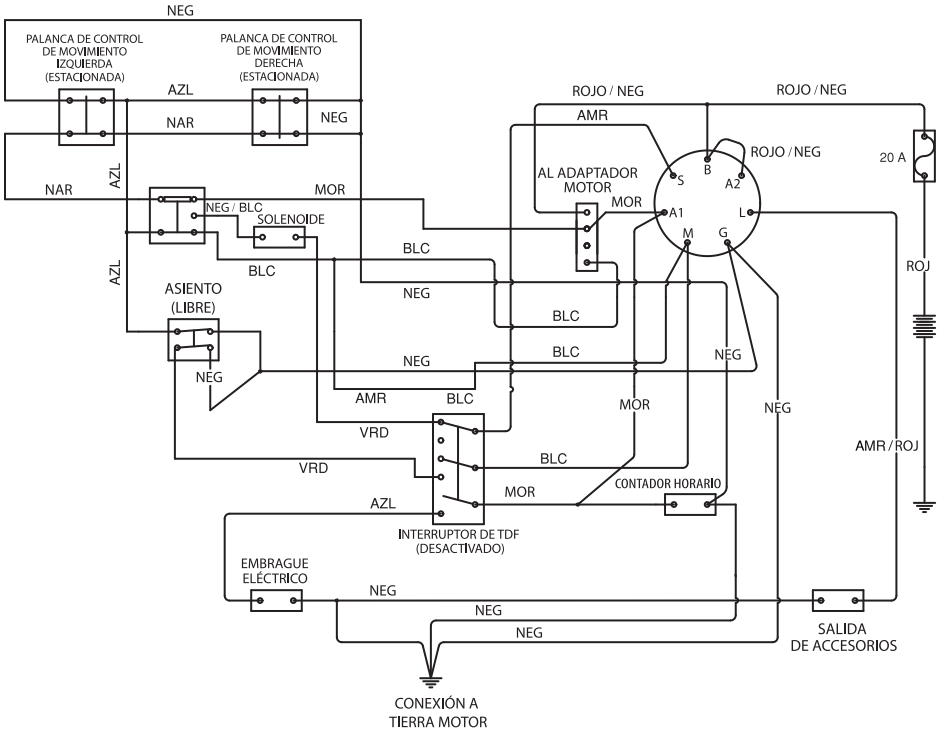 NEG
PALANCA DE CONTROL
DE MOVIMIENTO
IZQUIERDA
(ESTACIONADA)
PALANCA DE CONTROL
DE MOVIMIENTO
DERECHA
(ESTACIONADA)
AZL
NEG
NAR
AZL
NAR
MOR
NEG / BLC
SOLENOIDE
BLC
BLC
AZL
NEG
ASIENTO
(LIBRE)
NEG
NEG
AMR
BLC
BLC
BLC
ROJO / NEG
ROJO / NEG
AMR
ROJO / NEG
20 A
AL ADAPTADOR
MOTOR
MOR
S
B
A2
A1
L
M
G
ROJ
NEG
MOR
NEG
AMR / ROJ
VRD
VRD
BLC
MOR
CONTADOR HORARIO
AZL
INTERRUPTOR DE TDF
(DESACTIVADO)
EMBRAGUE
ELÉCTRICO
NEG
NEG
NEG
SALIDA
DE ACCESORIOS
CONEXIÓN A
TIERRA MOTOR